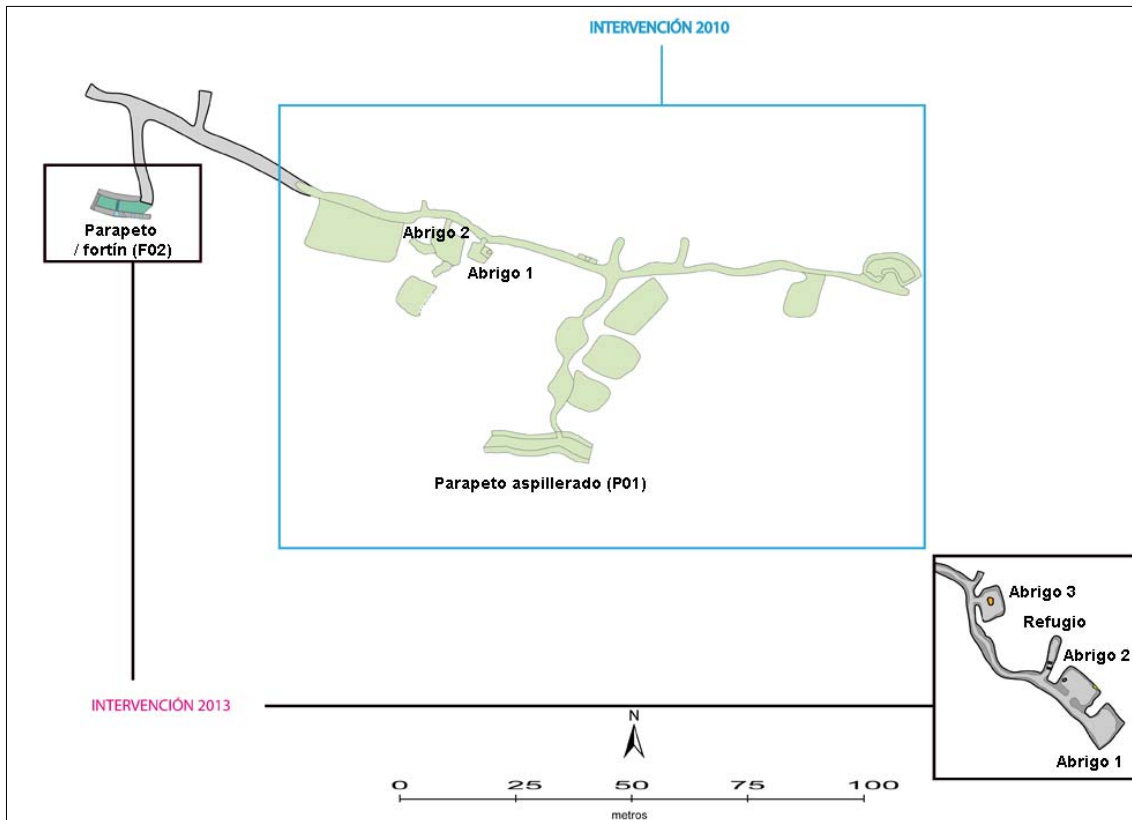 INTERVENCIÓN 2010
Parapeto
/ fortín (F02)
Abrigo 2
Abrigo 1
Parapeto aspillerado (P01)
Abrigo 3
Refugio
Abrigo 2
Abrigo 1
INTERVENCIÓN 2013
N
0 25 50 75 100
metros